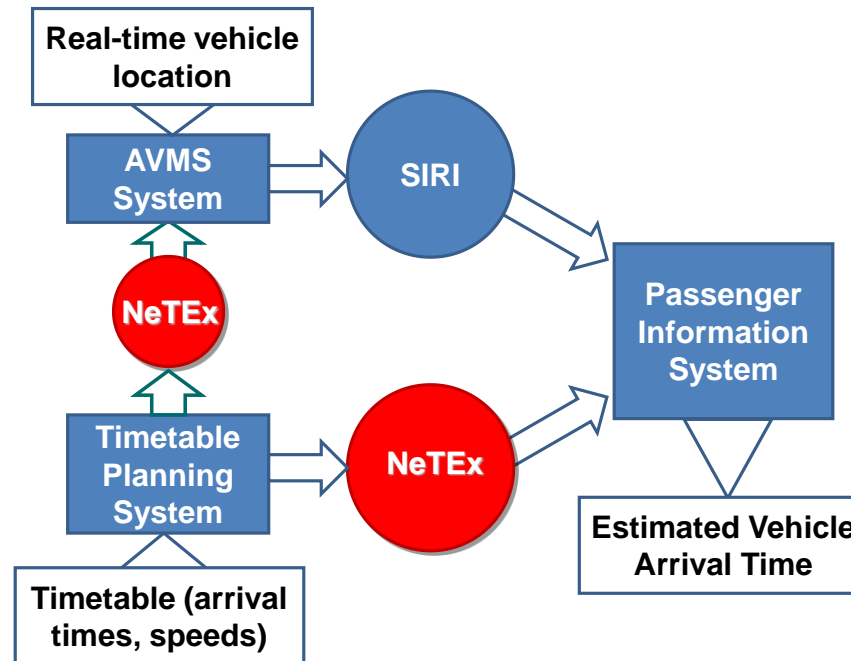 Real-time vehicle
location
AVMS
System
SIRI
NeTEx
Passenger
Information
System
Timetable
Planning
System
NeTEx
Estimated Vehicle
Arrival Time
Timetable (arrival
times, speeds)